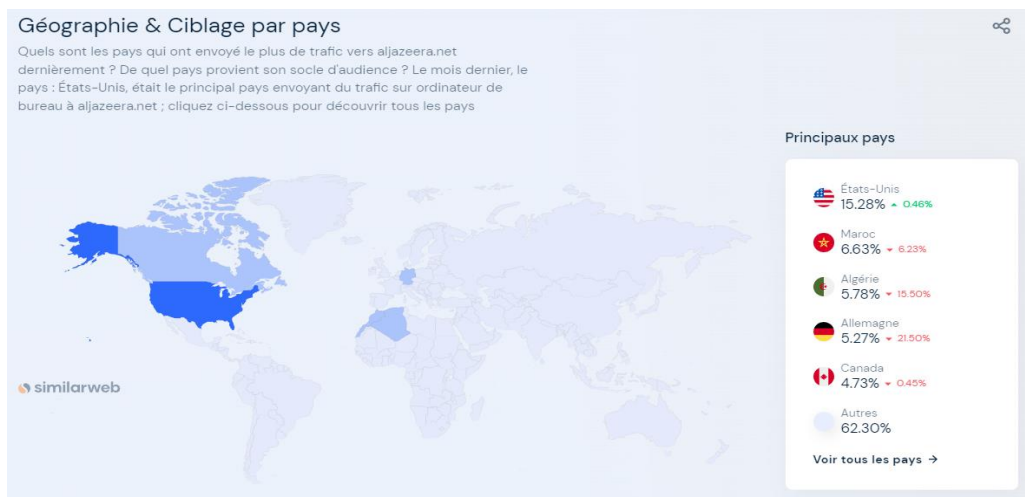 Géographie & Ciblage par pays
Quels sont les pays qui ont envoyé le plus de trafic vers aljazeera.net
dernièrement ? De quel pays provient son socle d'audience ? Le mois dernier, le
pays : États-Unis, était le principal pays envoyant du trafic sur ordinateur de
bureau à aljazeera.net ; cliquez ci-dessous pour découvrir tous les pays
Principaux pays
États-Unis
15.28% 0.46%
Maroc
6.63% 6.23%
Algérie
5.78% 15.50%
Allemagne
5.27% 21.50%
Canada
4.73% 0.45%
Autres
62.30%
Voir tous les pays →
similarweb